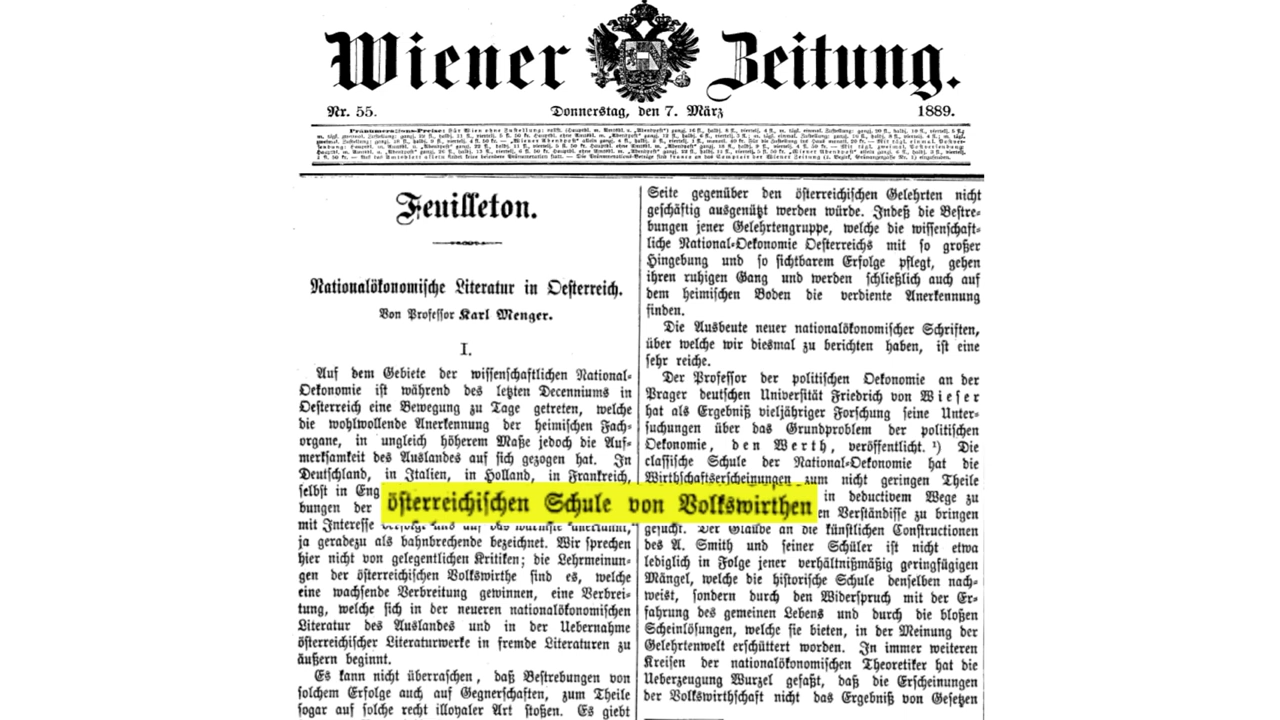 Wiener Zeitung.
Nr. 55. Donnerstag, den 7. März 1889.
Feuilleton.
Nationalökonomische Literatur in Oesterreich.
Von Professor Karl Menger.
I.
Auf dem Gebiete der wissenschaftlichen National-
Oekonomie ist während des letzten Decenniums in
Oesterreich eine Bewegung zu Tage getreten, welche
die wohlwollende Anerkennung der heimischen Fach-
organe, in ungleich höherem Maße jedoch die Auf-
merksamkeit des Auslandes auf sich gezogen hat. In
Deutschland, in Italien, in Holland, in Frankreich,
selbst in Eng
bungen der
österreichischen Schule von Volkswirthen
mit Interesse
ja geradezu als bahnbrechende bezeichnet. Wir sprechen
hier nicht von gelegentlichen Kritiken; die Lehrmeinun-
gen der österreichischen Volkswirthe sind es, welche
eine wachsende Verbreitung gewinnen, eine Verbrei-
tung, welche sich in der neueren nationalökonomischen
Literatur des Auslandes und in der Uebernahme
österreichischer Literaturwerke in fremde Literaturen zu
äußern beginnt.
Es kann nicht überraschen, daß Bestrebungen von
solchem Erfolge auch auf Gegnerschaften, zum Theile
sogar auf solche recht illoyaler Art stoßen. Es giebt
Seite gegenüber den österreichischen Gelehrten nicht
geschäftig ausgenützt werden würde. Indeß die Bestre-
bungen jener Gelehrtengruppe, welche die wissenschaft-
liche National-Oekonomie Oesterreichs mit so großer
Hingebung und so sichtbarem Erfolge pflegt, gehen
ihren ruhigen Gang und werden schließlich auch auf
dem heimischen Boden die verdiente Anerkennung
finden.
Die Ausbeute neuer nationalökonomischer Schriften,
über welche wir diesmal zu berichten haben, ist eine
sehr reiche.
Der Professor der politischen Oekonomie an der
Prager deutschen Universität Friedrich von Wieser
hat als Ergebniß vieljähriger Forschung seine Unter-
suchungen über das Grundproblem der politischen
Oekonomie, den Werth, veröffentlicht. ¹) Die
classische Schule der National-Oekonomie hat die
Wirthschaftserscheinungen zum nicht geringen Theile
in deductivem Wege zu
en Verständisse zu bringen
gesucht. Der Glaube an die künstlichen Constructionen
des A. Smith und seiner Schüler ist nicht etwa
lediglich in Folge jener verhältnißmäßig geringfügigen
Mängel, welche die historische Schule denselben nach-
weist, sondern durch den Widerspruch mit der Er-
fahrung des gemeinen Lebens und durch die bloßen
Scheinlösungen, welche sie bieten, in der Meinung der
Gelehrtenwelt erschüttert worden. In immer weiteren
Kreisen der nationalökonomischen Theoretiker hat die
Ueberzeugung Wurzel gefaßt, daß die Erscheinungen
der Volkswirthschaft nicht das Ergebniß von Gesetzen